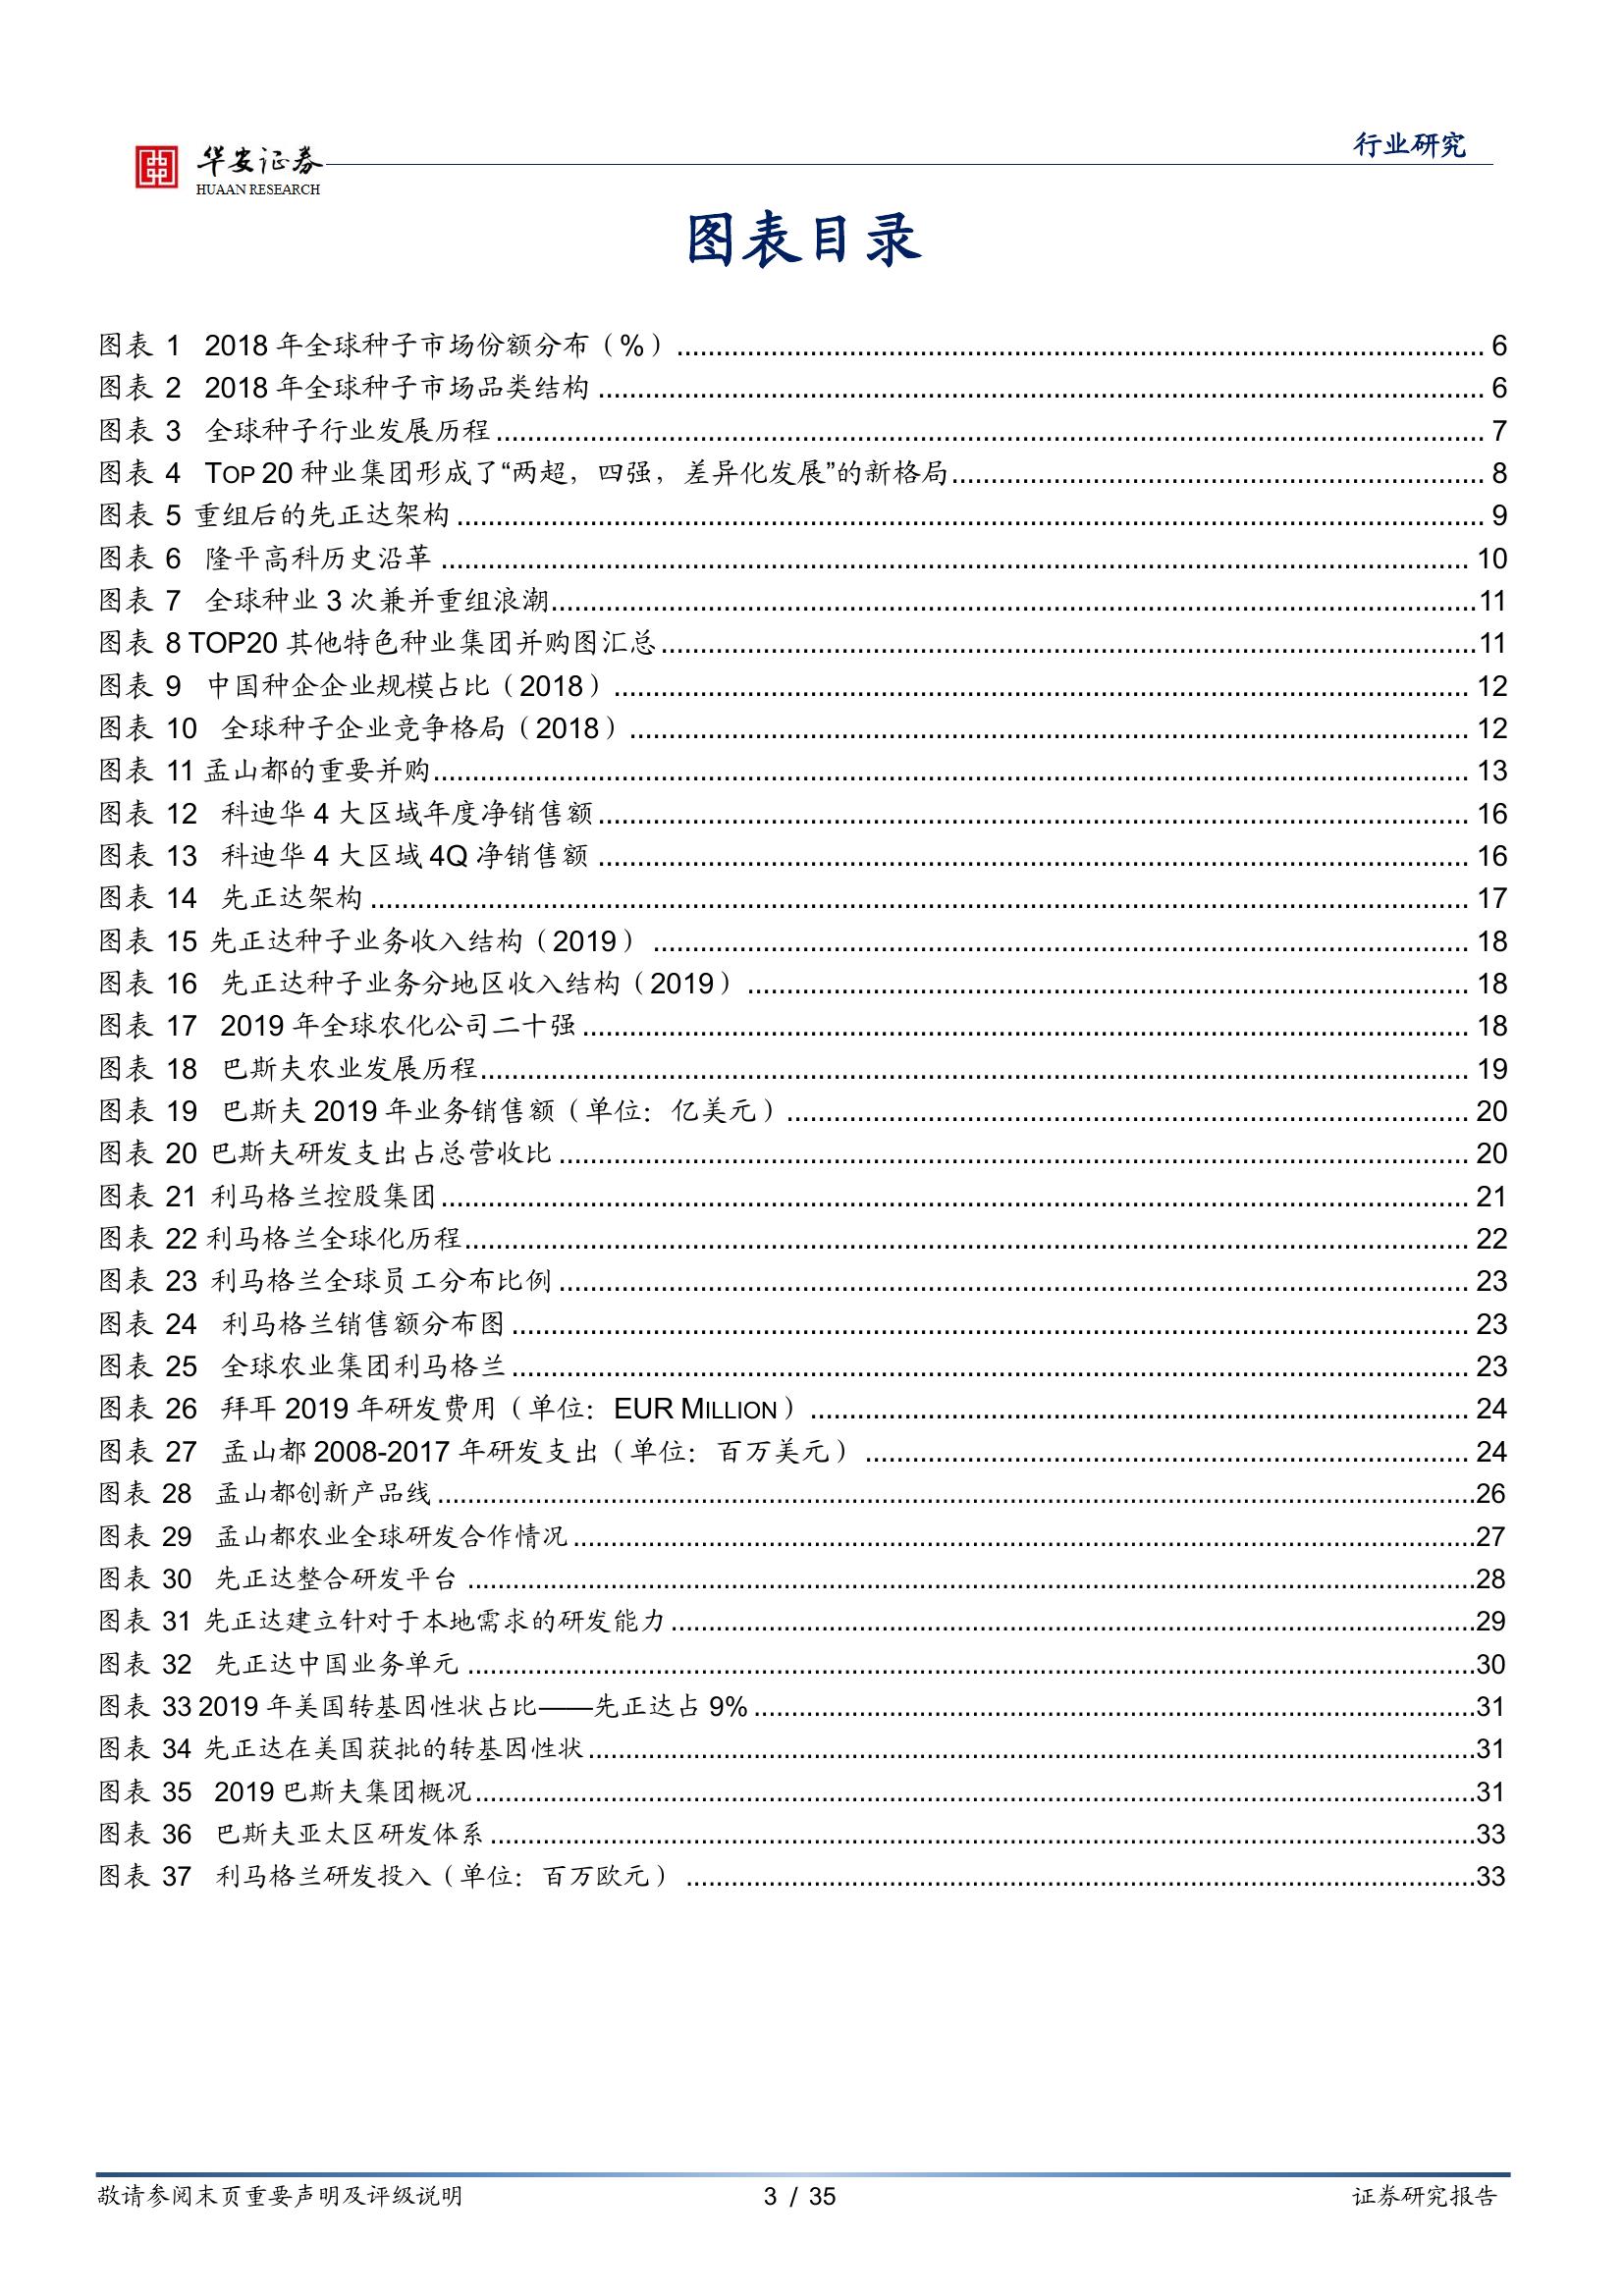 华安证券
HUAAN RESEARCH
行业研究
图表目录
图表 1 2018 年全球种子市场份额分布（%）........ 6
图表 2 2018 年全球种子市场品类结构 ........ 6
图表 3 全球种子行业发展历程 ........ 7
图表 4 TOP 20 种业集团形成了“两超，四强，差异化发展”的新格局 ........ 8
图表 5 重组后的先正达架构 ........ 9
图表 6 隆平高科历史沿革 ........ 10
图表 7 全球种业 3 次兼并重组浪潮 ........ 11
图表 8 TOP20 其他特色种业集团并购图汇总 ........ 11
图表 9 中国种企企业规模占比（2018）........ 12
图表 10 全球种子企业竞争格局（2018）........ 12
图表 11 孟山都的重要并购 ........ 13
图表 12 科迪华 4 大区域年度净销售额 ........ 16
图表 13 科迪华 4 大区域 4Q 净销售额 ........ 16
图表 14 先正达架构 ........ 17
图表 15 先正达种子业务收入结构（2019）........ 18
图表 16 先正达种子业务分地区收入结构（2019）........ 18
图表 17 2019 年全球农化公司二十强 ........ 18
图表 18 巴斯夫农业发展历程 ........ 19
图表 19 巴斯夫 2019 年业务销售额（单位：亿美元）........ 20
图表 20 巴斯夫研发支出占总营收比 ........ 20
图表 21 利马格兰控股集团 ........ 21
图表 22 利马格兰全球化历程 ........ 22
图表 23 利马格兰全球员工分布比例 ........ 23
图表 24 利马格兰销售额分布图 ........ 23
图表 25 全球农业集团利马格兰 ........ 23
图表 26 拜耳 2019 年研发费用（单位：EUR MILLION）........ 24
图表 27 孟山都 2008-2017 年研发支出（单位：百万美元）........ 24
图表 28 孟山都创新产品线 ........ 26
图表 29 孟山都农业全球研发合作情况 ........ 27
图表 30 先正达整合研发平台 ........ 28
图表 31 先正达建立针对于本地需求的研发能力 ........ 29
图表 32 先正达中国业务单元 ........ 30
图表 33 2019 年美国转基因性状占比——先正达占 9% ........ 31
图表 34 先正达在美国获批的转基因性状 ........ 31
图表 35 2019 巴斯夫集团概况 ........ 31
图表 36 巴斯夫亚太区研发体系 ........ 33
图表 37 利马格兰研发投入（单位：百万欧元）........ 33
敬请参阅末页重要声明及评级说明
3 / 35
证券研究报告